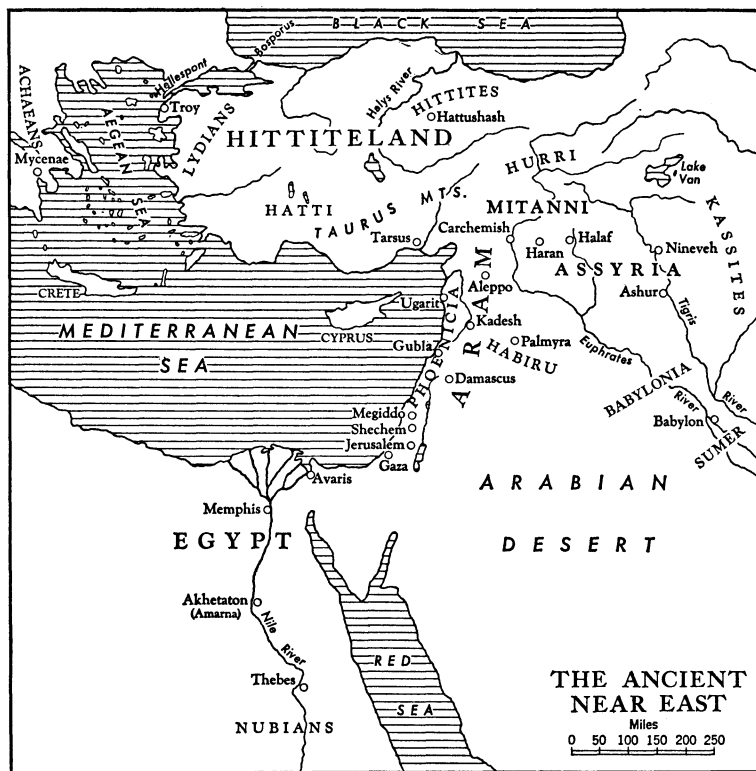 BLACK SEA
Bosporus
Hellespont
ACHAEANS
Troy
AEGEAN
SEA
LYDIANS
Halys River
HITTITES
Hattushash
HITTITELAND
Mycenae
HURRI
Lake
Van
HATTI
TAURUS MTS.
MITANNI
KASSITES
Tarsus
Carchemish
Haran
Halaf
Nineveh
ASSYRIA
CRETE
Aleppo
Ashur
Tigris
River
Ugarit
MEDITERRANEAN
SEA
CYPRUS
PHOENICIA
ARAM
Kadesh
Gubla
HABIRU
Palmyra
Euphrates
River
Damascus
BABYLONIA
Babylon
SUMER
Megiddo
Shechem
Jerusalem
Gaza
Avaris
ARABIAN
DESERT
Memphis
EGYPT
Akhetaton
(Amarna)
Nile
River
Thebes
NUBIANS
RED
SEA
THE ANCIENT
NEAR EAST
Miles
0 50 100 150 200 250